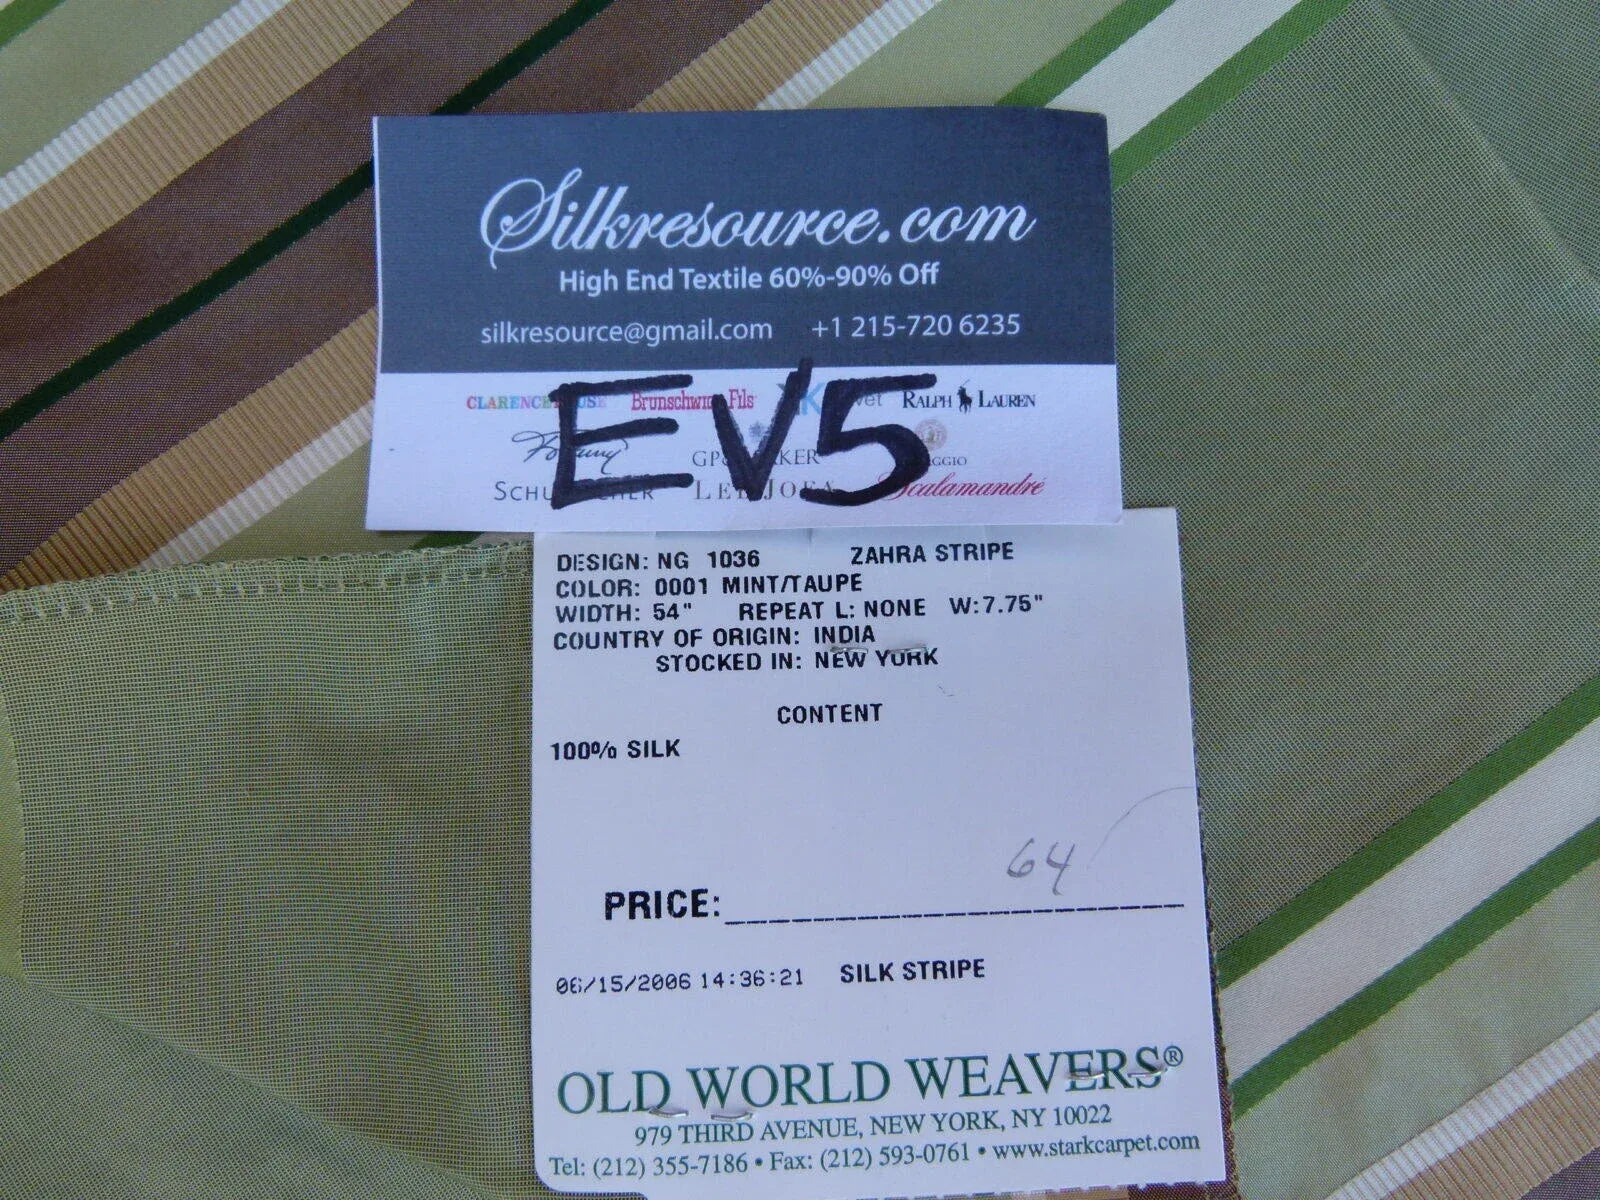 Silkresource.com
High End Textile 60%-90% Off
silkresource@gmail.com +1 215-720 6235
Brunschwig Fils RALPH LAUREN
EV5
Scalamandré
DESIGN: NG 1036 ZAHRA STRIPE
COLOR: 0001 MINT/TAUPE
WIDTH: 54" REPEAT L: NONE W:7.75"
COUNTRY OF ORIGIN: INDIA
STOCKED IN: NEW YORK
CONTENT
100% SILK
64
PRICE:
06/15/2006 14:36:21 SILK STRIPE
OLD WORLD WEAVERS®
979 THIRD AVENUE, NEW YORK, NY 10022
Tel: (212) 355-7186 • Fax: (212) 593-0761 • www.starkcarpet.com